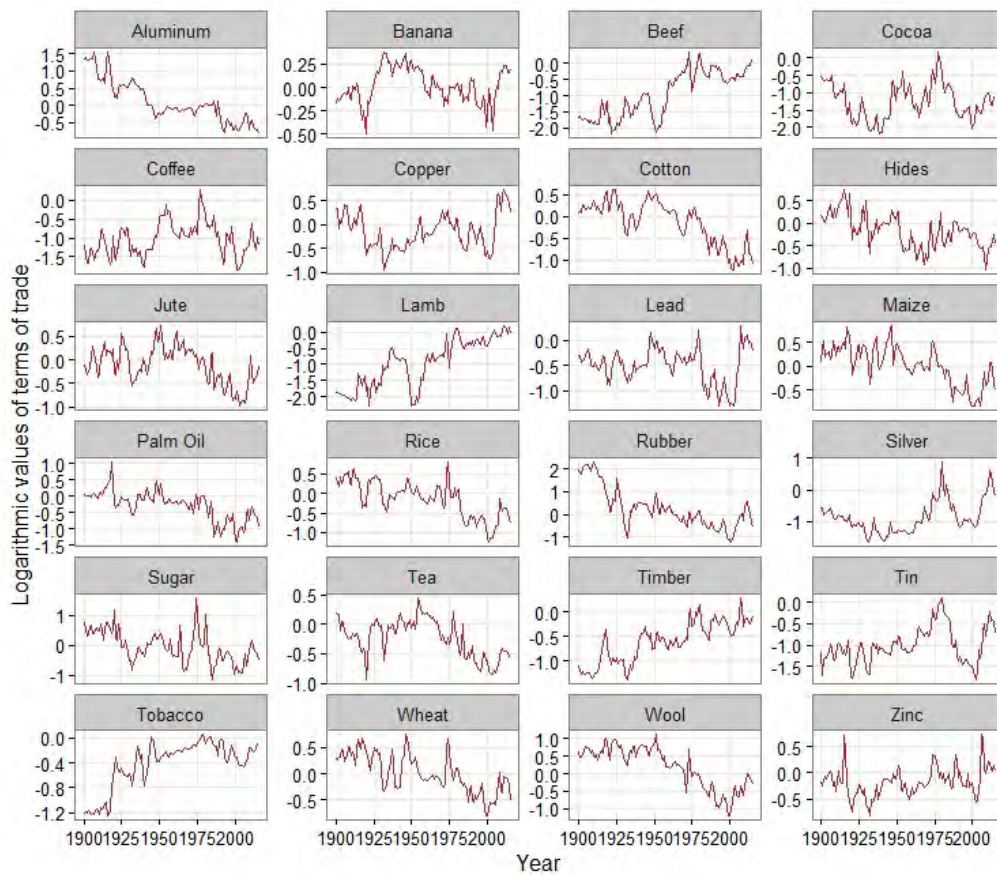 Aluminum Banana Beef Cocoa
1.5 1.0 0.5 0.0 -0.5
0.25 0.00 -0.25 -0.50
0.0 -0.5 -1.0 -1.5 -2.0
0.0 -0.5 -1.0 -1.5 -2.0
Coffee Copper Cotton Hides
0.0 -0.5 -1.0 -1.5
0.5 0.0 -0.5 -1.0
0.5 0.0 -0.5 -1.0
0.5 0.0 -0.5 -1.0
Jute Lamb Lead Maize
0.5 0.0 -0.5 -1.0
0.0 -0.5 -1.0 -1.5 -2.0
0.0 -0.5 -1.0
0.5 0.0 -0.5
Palm Oil Rice Rubber Silver
1.0 0.5 0.0 -0.5 -1.0 -1.5
0.5 0.0 -0.5 -1.0
2 1 0 -1
1 0 -1
Sugar Tea Timber Tin
1 0 -1
0.5 0.0 -0.5 -1.0
0.0 -0.5 -1.0
0.0 -0.5 -1.0 -1.5
Tobacco Wheat Wool Zinc
0.0 -0.4 -0.8 -1.2
0.5 0.0 -0.5
1.0 0.5 0.0 -0.5 -1.0
0.5 0.0 -0.5
1900 1925 1950 1975 2000 1900 1925 1950 1975 2000 1900 1925 1950 1975 2000 1900 1925 1950 1975 2000
Year
Logarithmic values of terms of trade